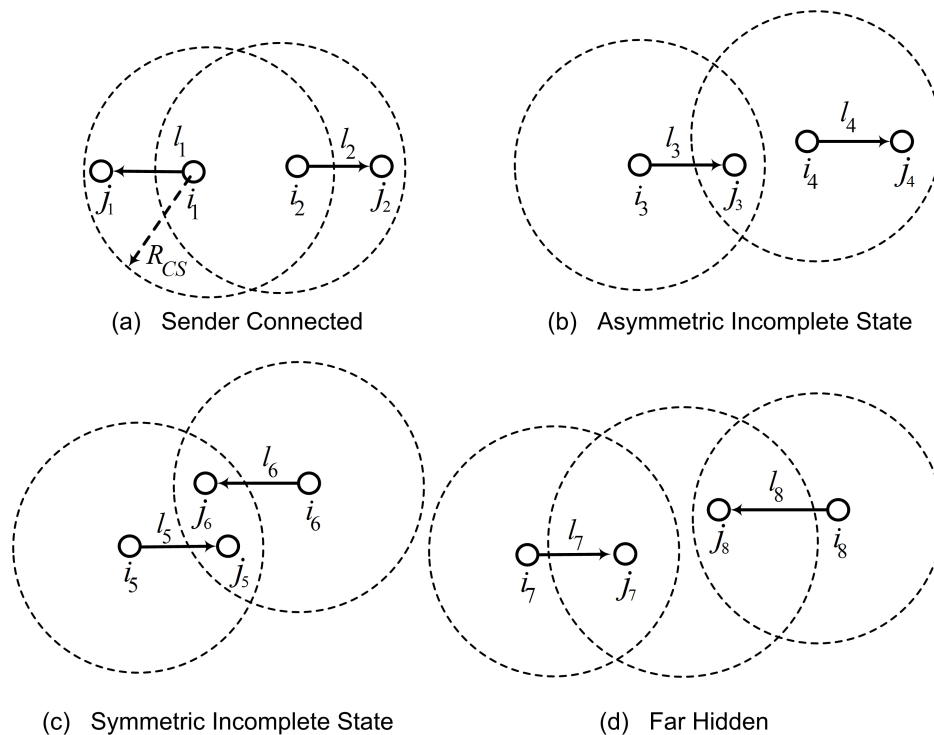 l₁ l₂
j₁ i₁ i₂ j₂
R_CS
(a) Sender Connected
l₃ l₄
i₃ j₃ i₄ j₄
(b) Asymmetric Incomplete State
l₆
j₆ i₆
l₅
i₅ j₅
(c) Symmetric Incomplete State
l₇ l₈
i₇ j₇ j₈ i₈
(d) Far Hidden